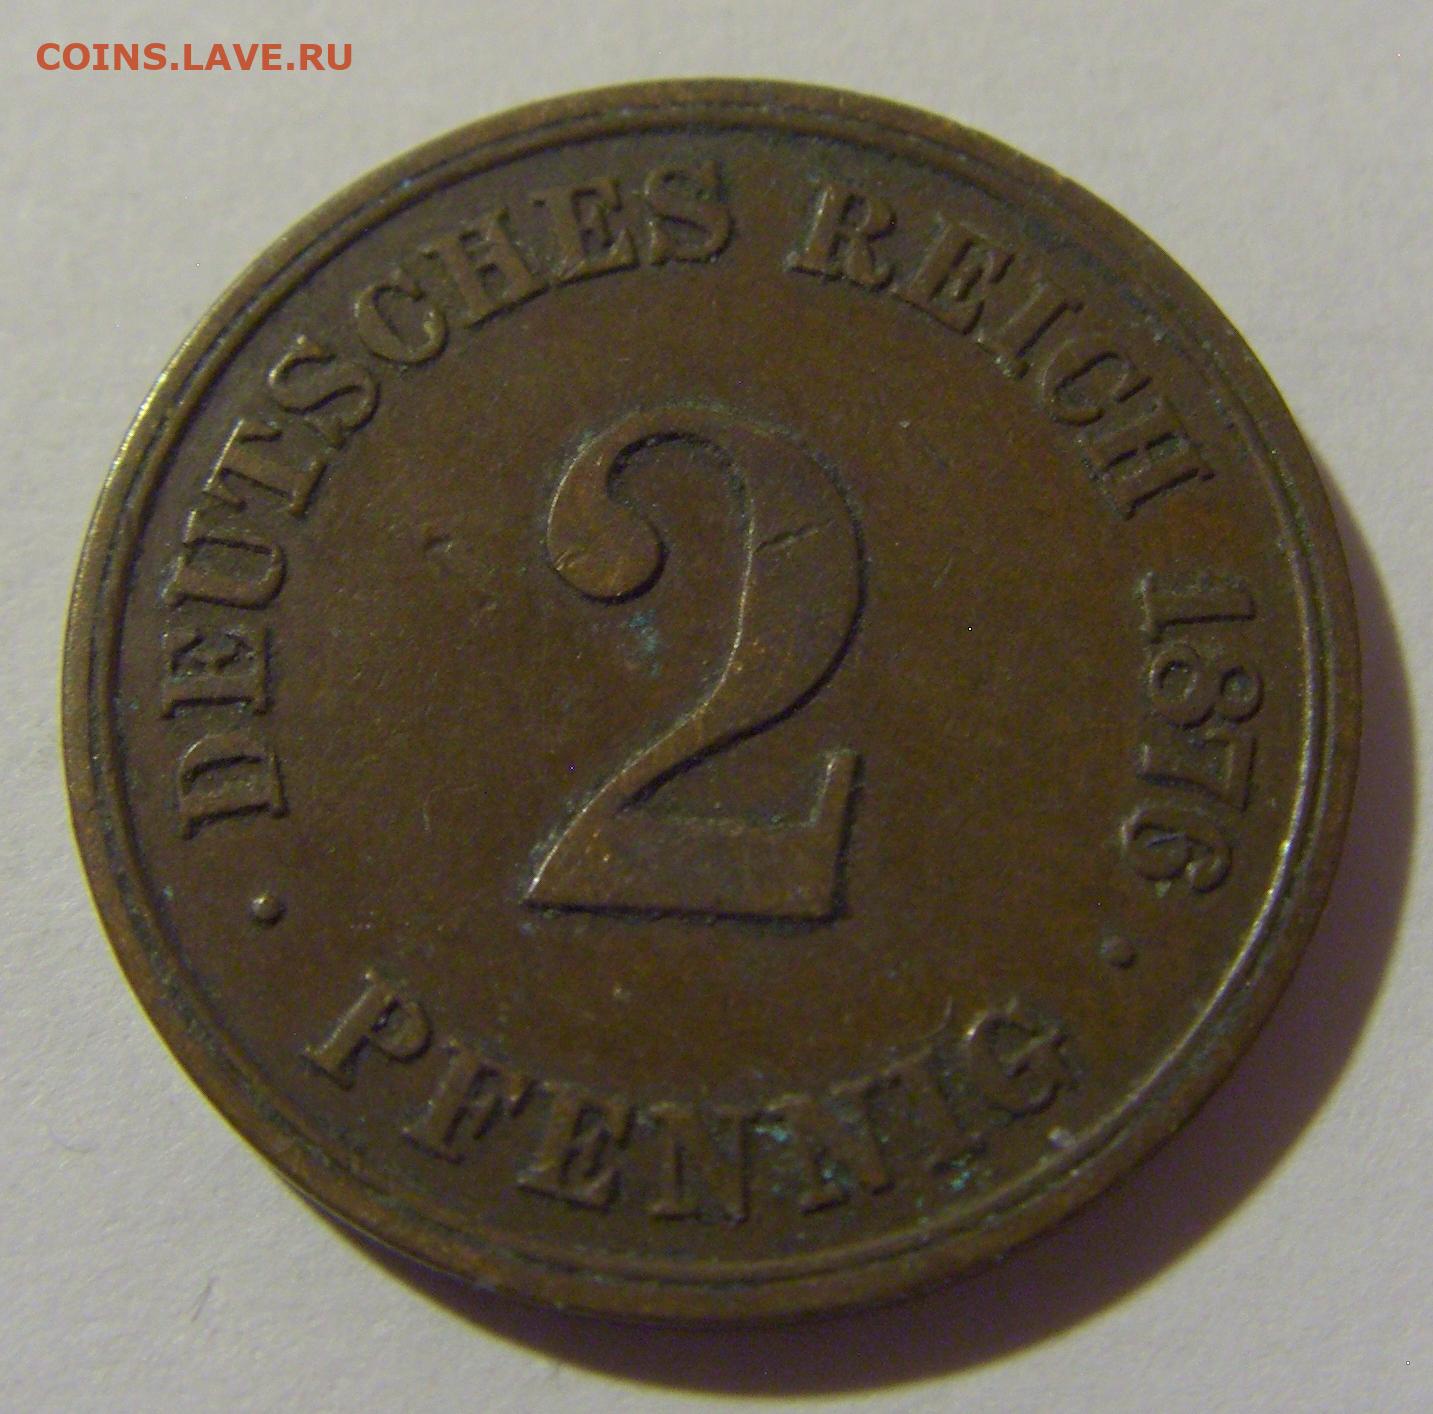 COINS.LAVE.RU
DEUTSCHES REICH 1876
2
PFENNIG